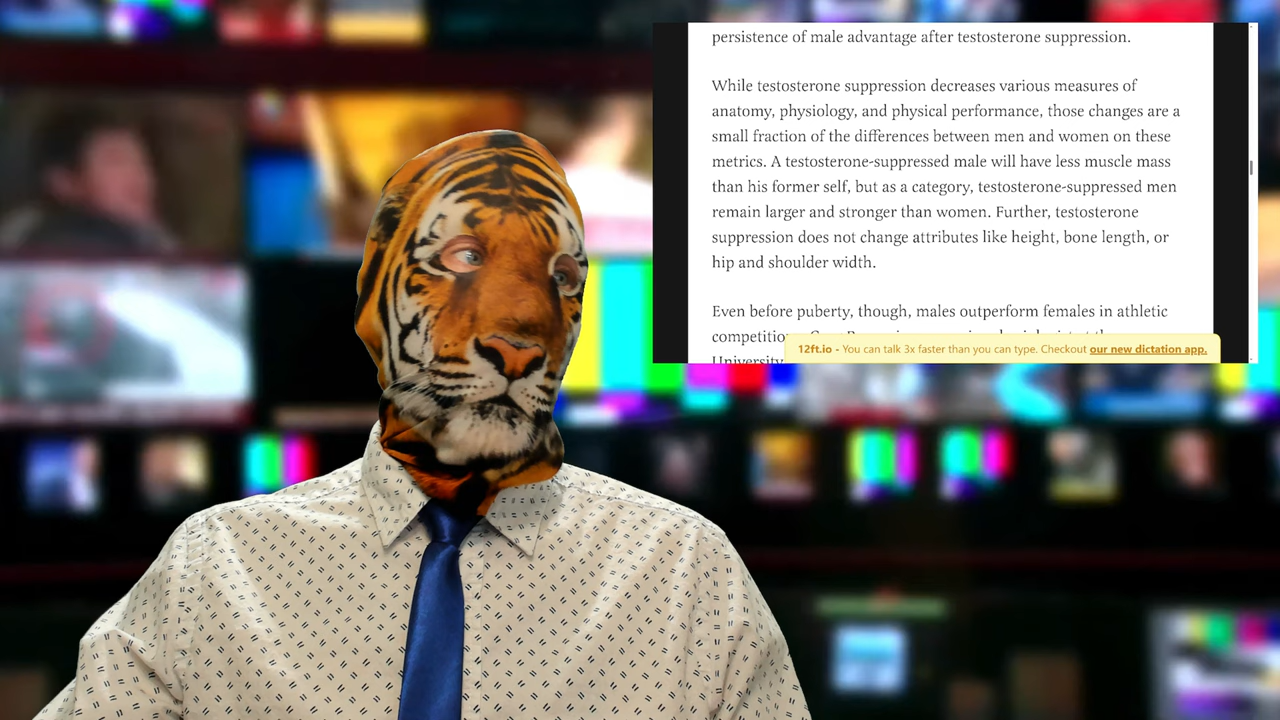 persistence of male advantage after testosterone suppression.
While testosterone suppression decreases various measures of
anatomy, physiology, and physical performance, those changes are a
small fraction of the differences between men and women on these
metrics. A testosterone-suppressed male will have less muscle mass
than his former self, but as a category, testosterone-suppressed men
remain larger and stronger than women. Further, testosterone
suppression does not change attributes like height, bone length, or
hip and shoulder width.
Even before puberty, though, males outperform females in athletic
University
12ft.io - You can talk 3x faster than you can type. Checkout our new dictation app.